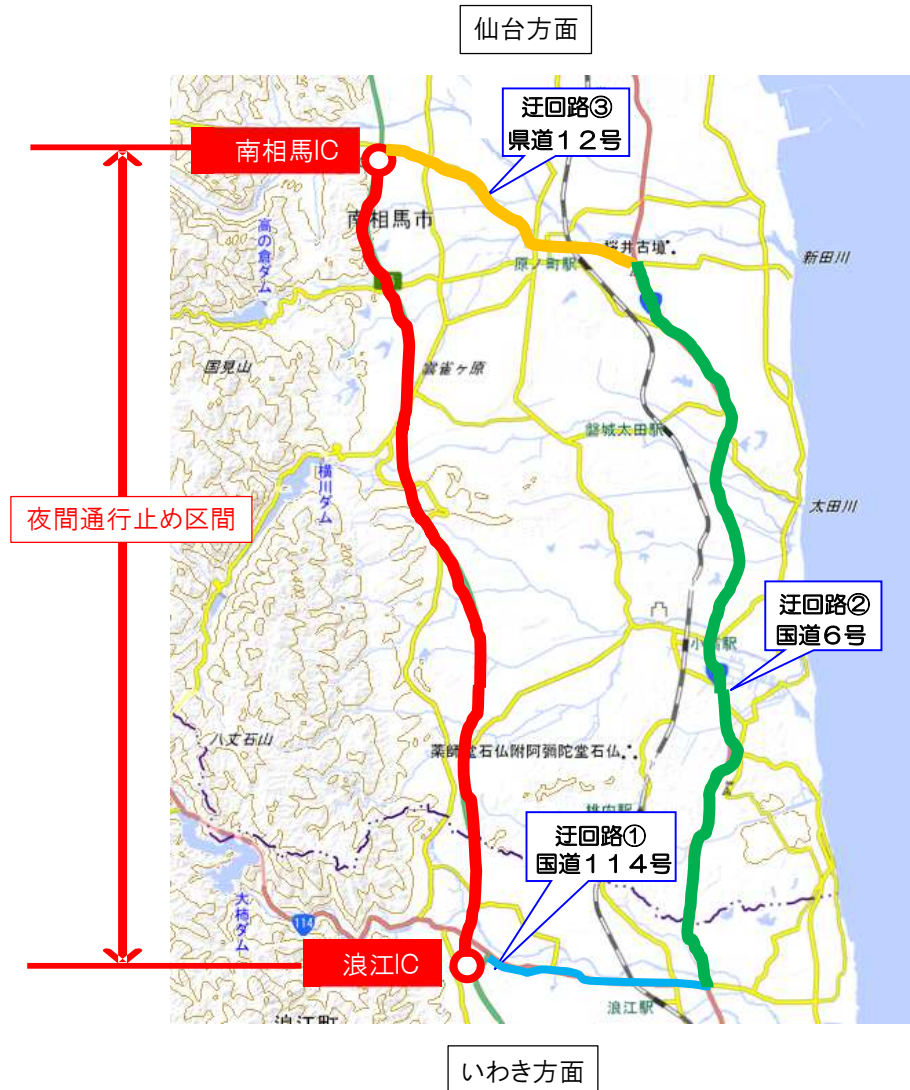 仙台方面
迂回路③
県道12号
南相馬IC
南相馬市
高の倉ダム
桜井古墳
原ノ町駅
新田川
国見山
雲雀ヶ原
磐城太田駅
横川ダム
夜間通行止め区間
太田川
迂回路②
国道6号
小高駅
八丈石山
薬師堂石仏附阿弥陀堂石仏
桃内駅
迂回路①
国道114号
大柿ダム
114
浪江IC
浪江駅
浪江町
いわき方面